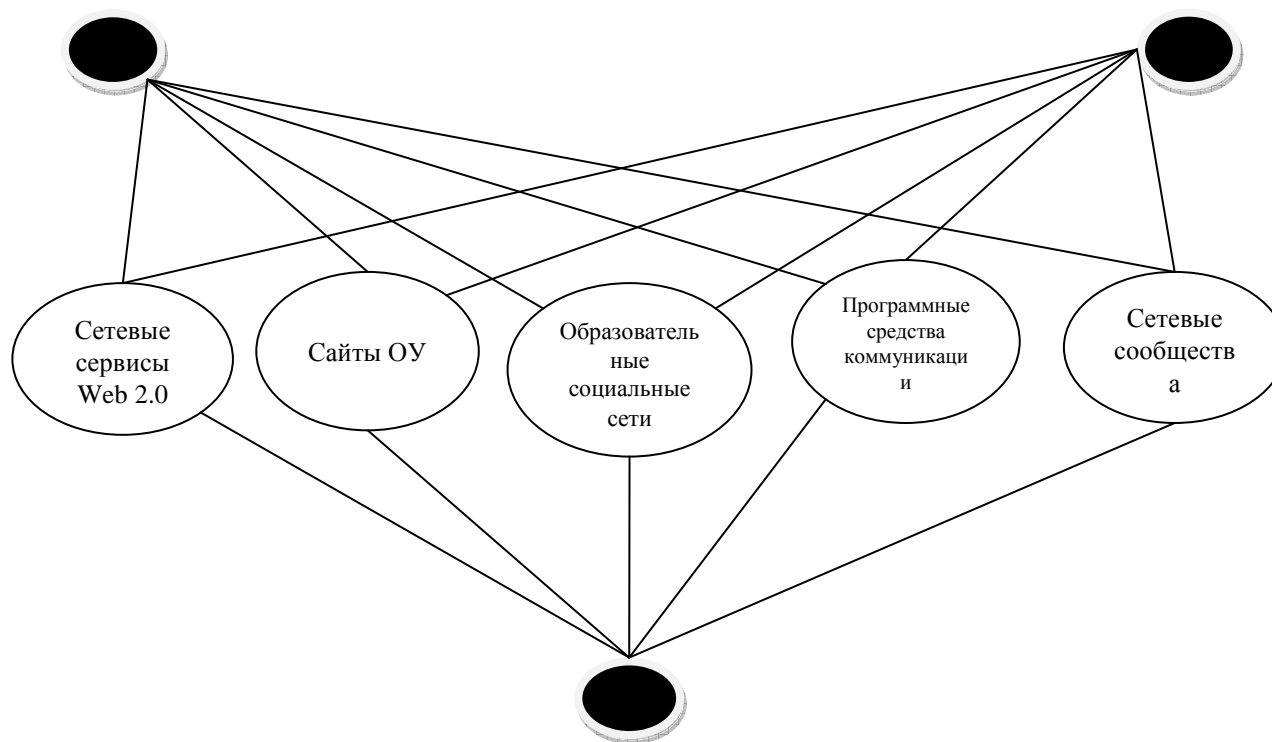 Сетевые
сервисы
Web 2.0
Сайты ОУ
Образователь
ные
социальные
сети
Программные
средства
коммуникаци
и
Сетевые
сообществ
а